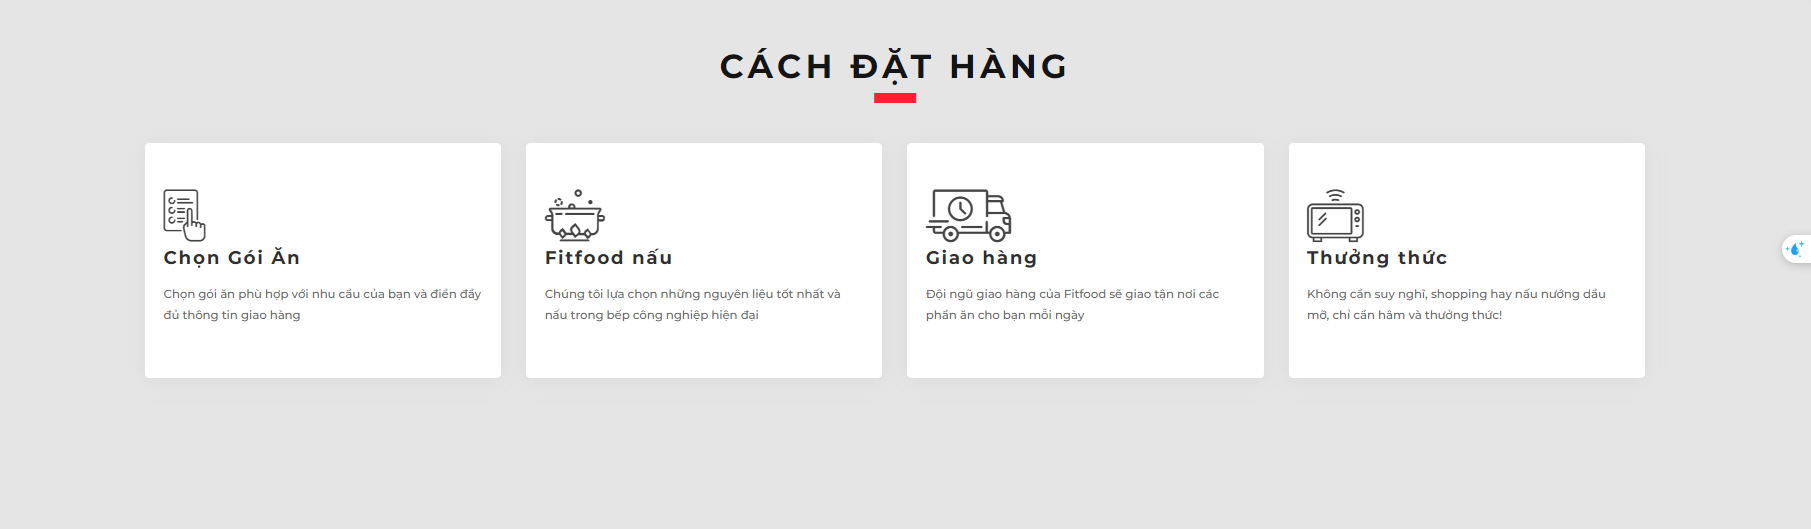 CÁCH ĐẶT HÀNG
Chọn Gói Ăn
Chọn gói ăn phù hợp với nhu cầu của bạn và điền đầy
đủ thông tin giao hàng
Fitfood nấu
Chúng tôi lựa chọn những nguyên liệu tốt nhất và
nấu trong bếp công nghiệp hiện đại
Giao hàng
Đội ngũ giao hàng của Fitfood sẽ giao tận nơi các
phần ăn cho bạn mỗi ngày
Thưởng thức
Không cần suy nghĩ, shopping hay nấu nướng dầu
mỡ, chỉ cần hâm và thưởng thức!